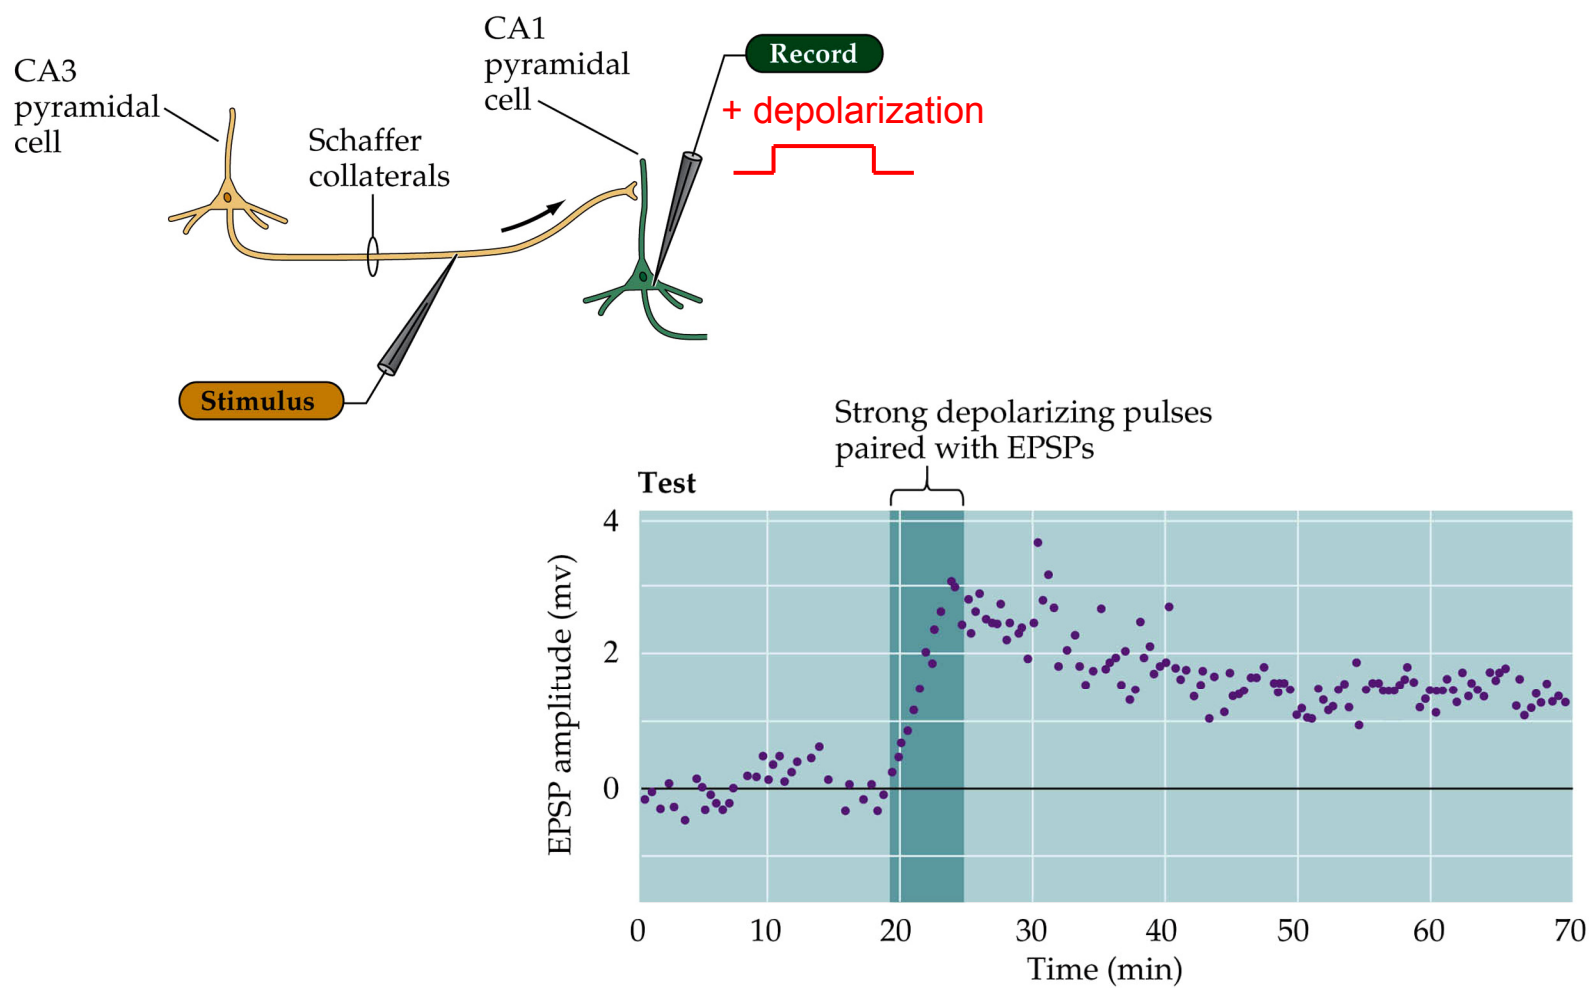 CA3
pyramidal
cell
Schaffer
collaterals
CA1
pyramidal
cell
Record
+ depolarization
Stimulus
Strong depolarizing pulses
paired with EPSPs
Test
EPSP amplitude (mv)
4
2
0
0 10 20 30 40 50 60 70
Time (min)